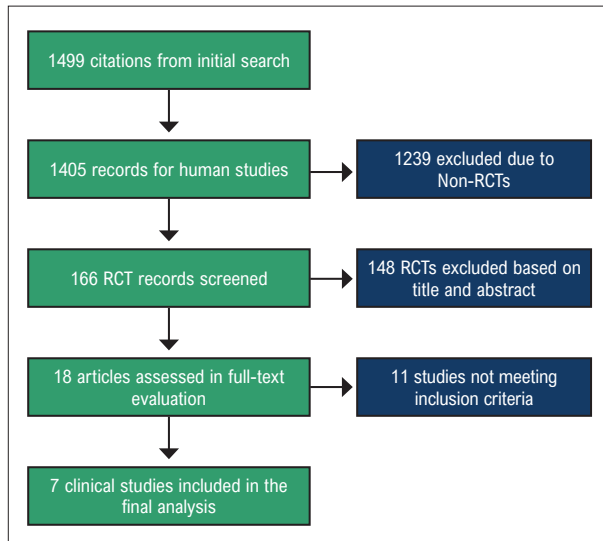 1499 citations from initial search
1405 records for human studies
1239 excluded due to
Non-RCTs
166 RCT records screened
148 RCTs excluded based on
title and abstract
18 articles assessed in full-text
evaluation
11 studies not meeting
inclusion criteria
7 clinical studies included in the
final analysis